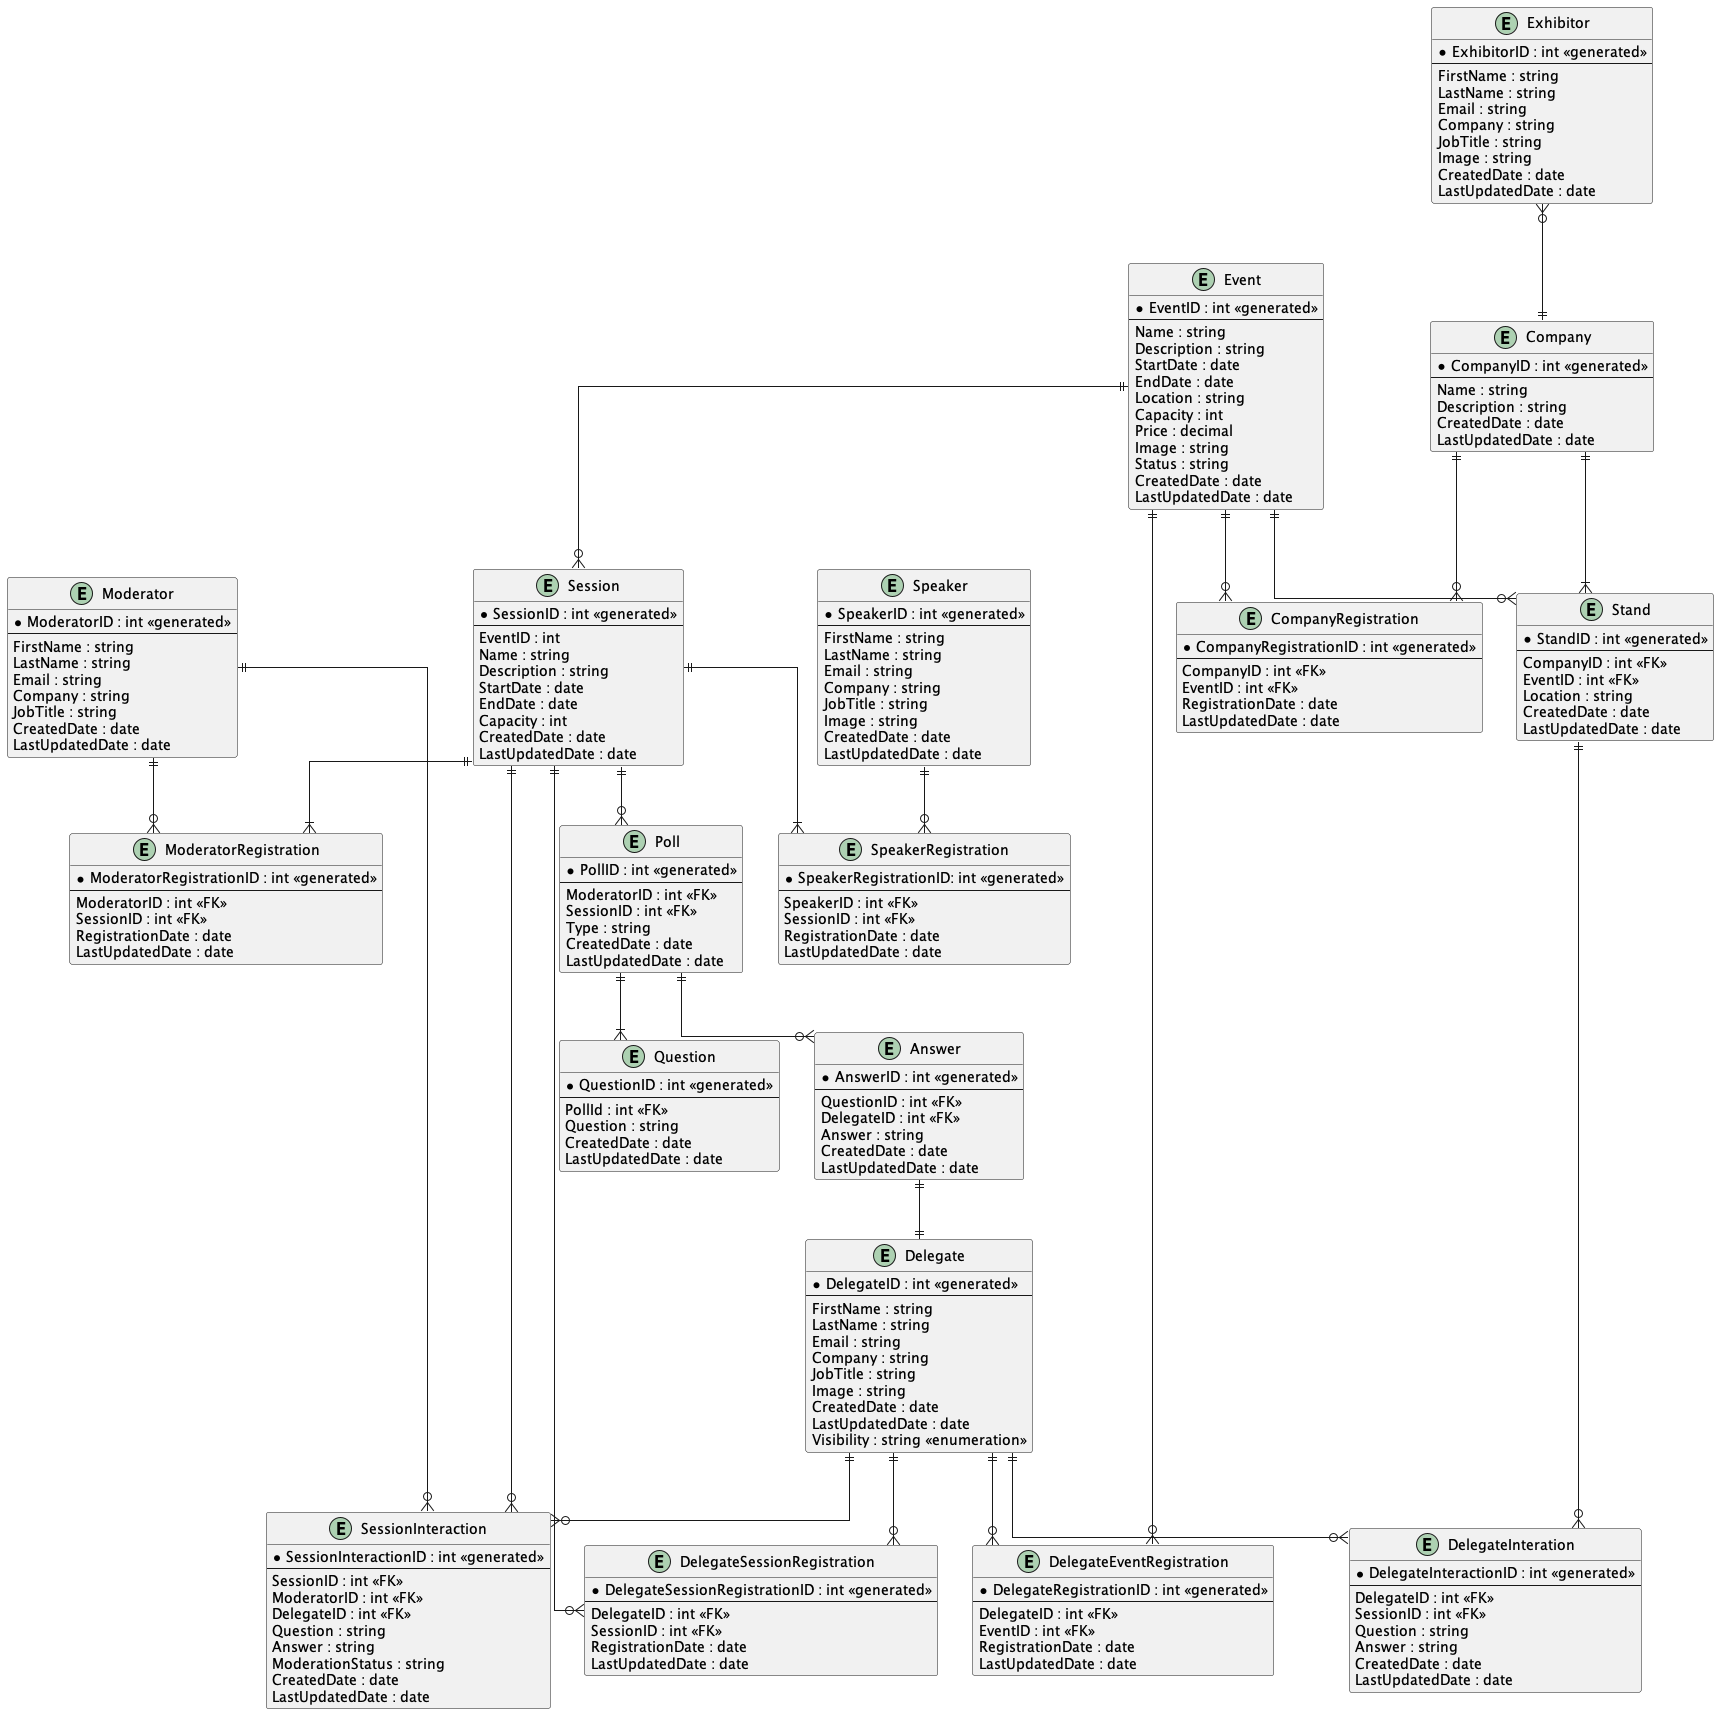 E Exhibitor
* ExhibitorID : int «generated»
FirstName : string
LastName : string
Email : string
Company : string
JobTitle : string
Image : string
CreatedDate : date
LastUpdatedDate : date
E Event
* EventID : int «generated»
Name : string
Description : string
StartDate : date
EndDate : date
Location : string
Capacity : int
Price : decimal
Image : string
Status : string
CreatedDate : date
LastUpdatedDate : date
E Company
* CompanyID : int «generated»
Name : string
Description : string
CreatedDate : date
LastUpdatedDate : date
E Moderator
* ModeratorID : int «generated»
FirstName : string
LastName : string
Email : string
Company : string
JobTitle : string
CreatedDate : date
LastUpdatedDate : date
E Session
* SessionID : int «generated»
EventID : int
Name : string
Description : string
StartDate : date
EndDate : date
Capacity : int
CreatedDate : date
LastUpdatedDate : date
E Speaker
* SpeakerID : int «generated»
FirstName : string
LastName : string
Email : string
Company : string
JobTitle : string
Image : string
CreatedDate : date
LastUpdatedDate : date
E CompanyRegistration
* CompanyRegistrationID : int «generated»
CompanyID : int «FK»
EventID : int «FK»
RegistrationDate : date
LastUpdatedDate : date
E Stand
* StandID : int «generated»
CompanyID : int «FK»
EventID : int «FK»
Location : string
CreatedDate : date
LastUpdatedDate : date
E ModeratorRegistration
* ModeratorRegistrationID : int «generated»
ModeratorID : int «FK»
SessionID : int «FK»
RegistrationDate : date
LastUpdatedDate : date
E Poll
* PollID : int «generated»
ModeratorID : int «FK»
SessionID : int «FK»
Type : string
CreatedDate : date
LastUpdatedDate : date
E SpeakerRegistration
* SpeakerRegistrationID: int «generated»
SpeakerID : int «FK»
SessionID : int «FK»
RegistrationDate : date
LastUpdatedDate : date
E Question
* QuestionID : int «generated»
PollId : int «FK»
Question : string
CreatedDate : date
LastUpdatedDate : date
E Answer
* AnswerID : int «generated»
QuestionID : int «FK»
DelegateID : int «FK»
Answer : string
CreatedDate : date
LastUpdatedDate : date
E Delegate
* DelegateID : int «generated»
FirstName : string
LastName : string
Email : string
Company : string
JobTitle : string
Image : string
CreatedDate : date
LastUpdatedDate : date
Visibility : string «enumeration»
E SessionInteraction
* SessionInteractionID : int «generated»
SessionID : int «FK»
ModeratorID : int «FK»
DelegateID : int «FK»
Question : string
Answer : string
ModerationStatus : string
CreatedDate : date
LastUpdatedDate : date
E DelegateSessionRegistration
* DelegateSessionRegistrationID : int «generated»
DelegateID : int «FK»
SessionID : int «FK»
RegistrationDate : date
LastUpdatedDate : date
E DelegateEventRegistration
* DelegateRegistrationID : int «generated»
DelegateID : int «FK»
EventID : int «FK»
RegistrationDate : date
LastUpdatedDate : date
E DelegateInteration
* DelegateInteractionID : int «generated»
DelegateID : int «FK»
SessionID : int «FK»
Question : string
Answer : string
CreatedDate : date
LastUpdatedDate : date